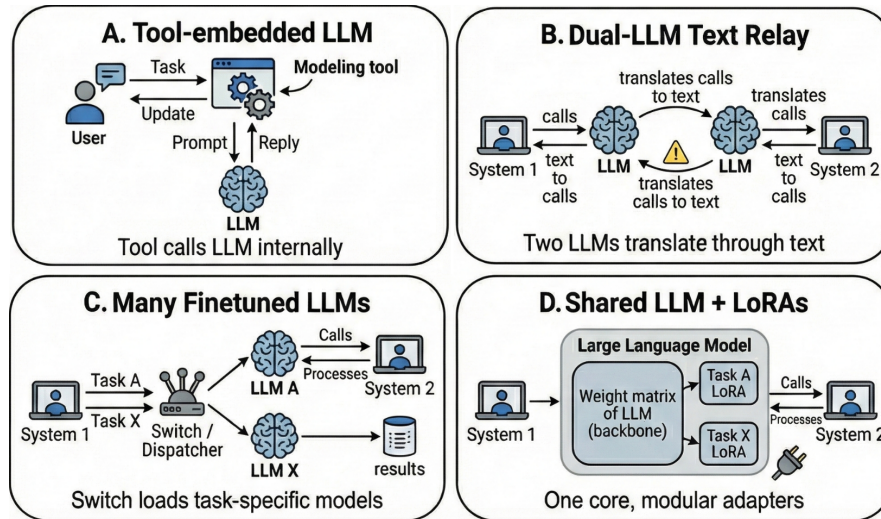 A. Tool-embedded LLM
Task
Modeling tool
Update
User
Prompt
Reply
LLM
Tool calls LLM internally
B. Dual-LLM Text Relay
translates calls
to text
calls
translates
calls
LLM
LLM
System 1
text
to
calls
translates
calls to text
text
to
calls
System 2
Two LLMs translate through text
C. Many Finetuned LLMs
Task A
Task X
System 1
Switch /
Dispatcher
LLM A
Calls
Processes
System 2
LLM X
results
Switch loads task-specific models
D. Shared LLM + LoRAs
Large Language Model
Weight matrix
of LLM
(backbone)
Task A
LoRA
Task X
LoRA
System 1
Calls
Processes
System 2
One core, modular adapters